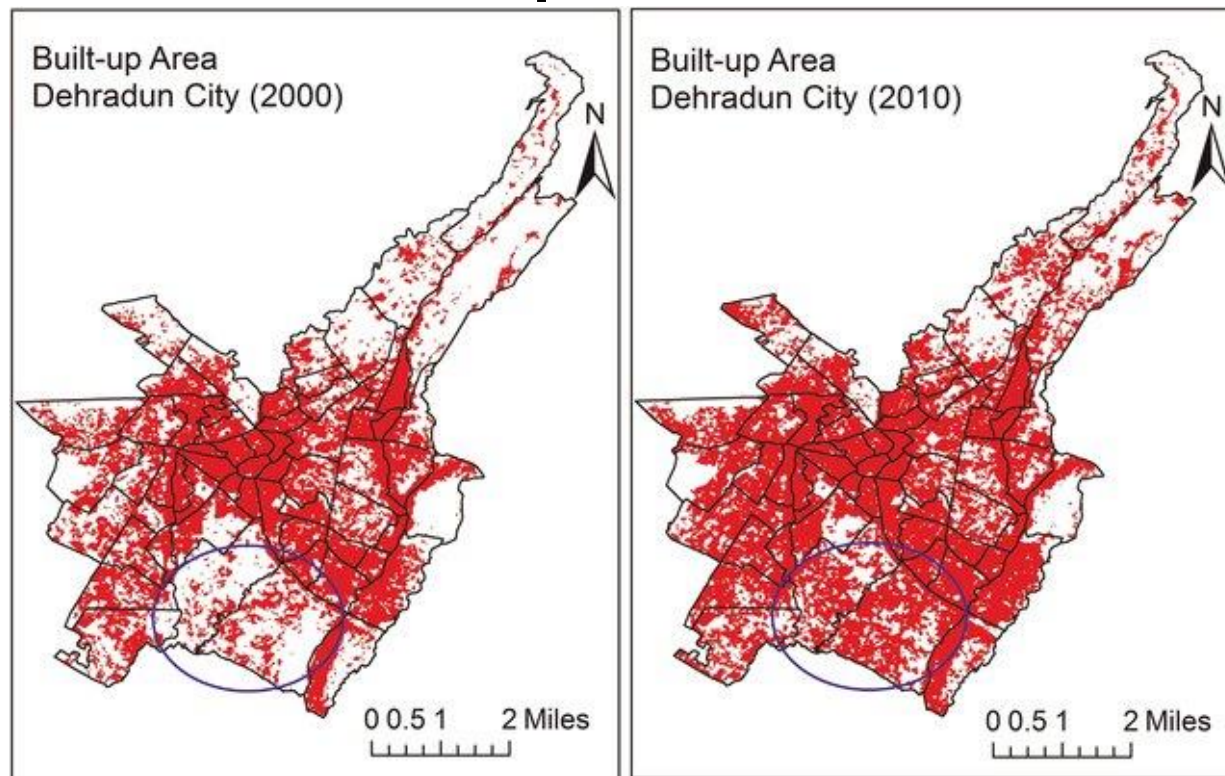 Built-up Area
Dehradun City (2000)
N
0 0.5 1 2 Miles
Built-up Area
Dehradun City (2010)
N
0 0.5 1 2 Miles